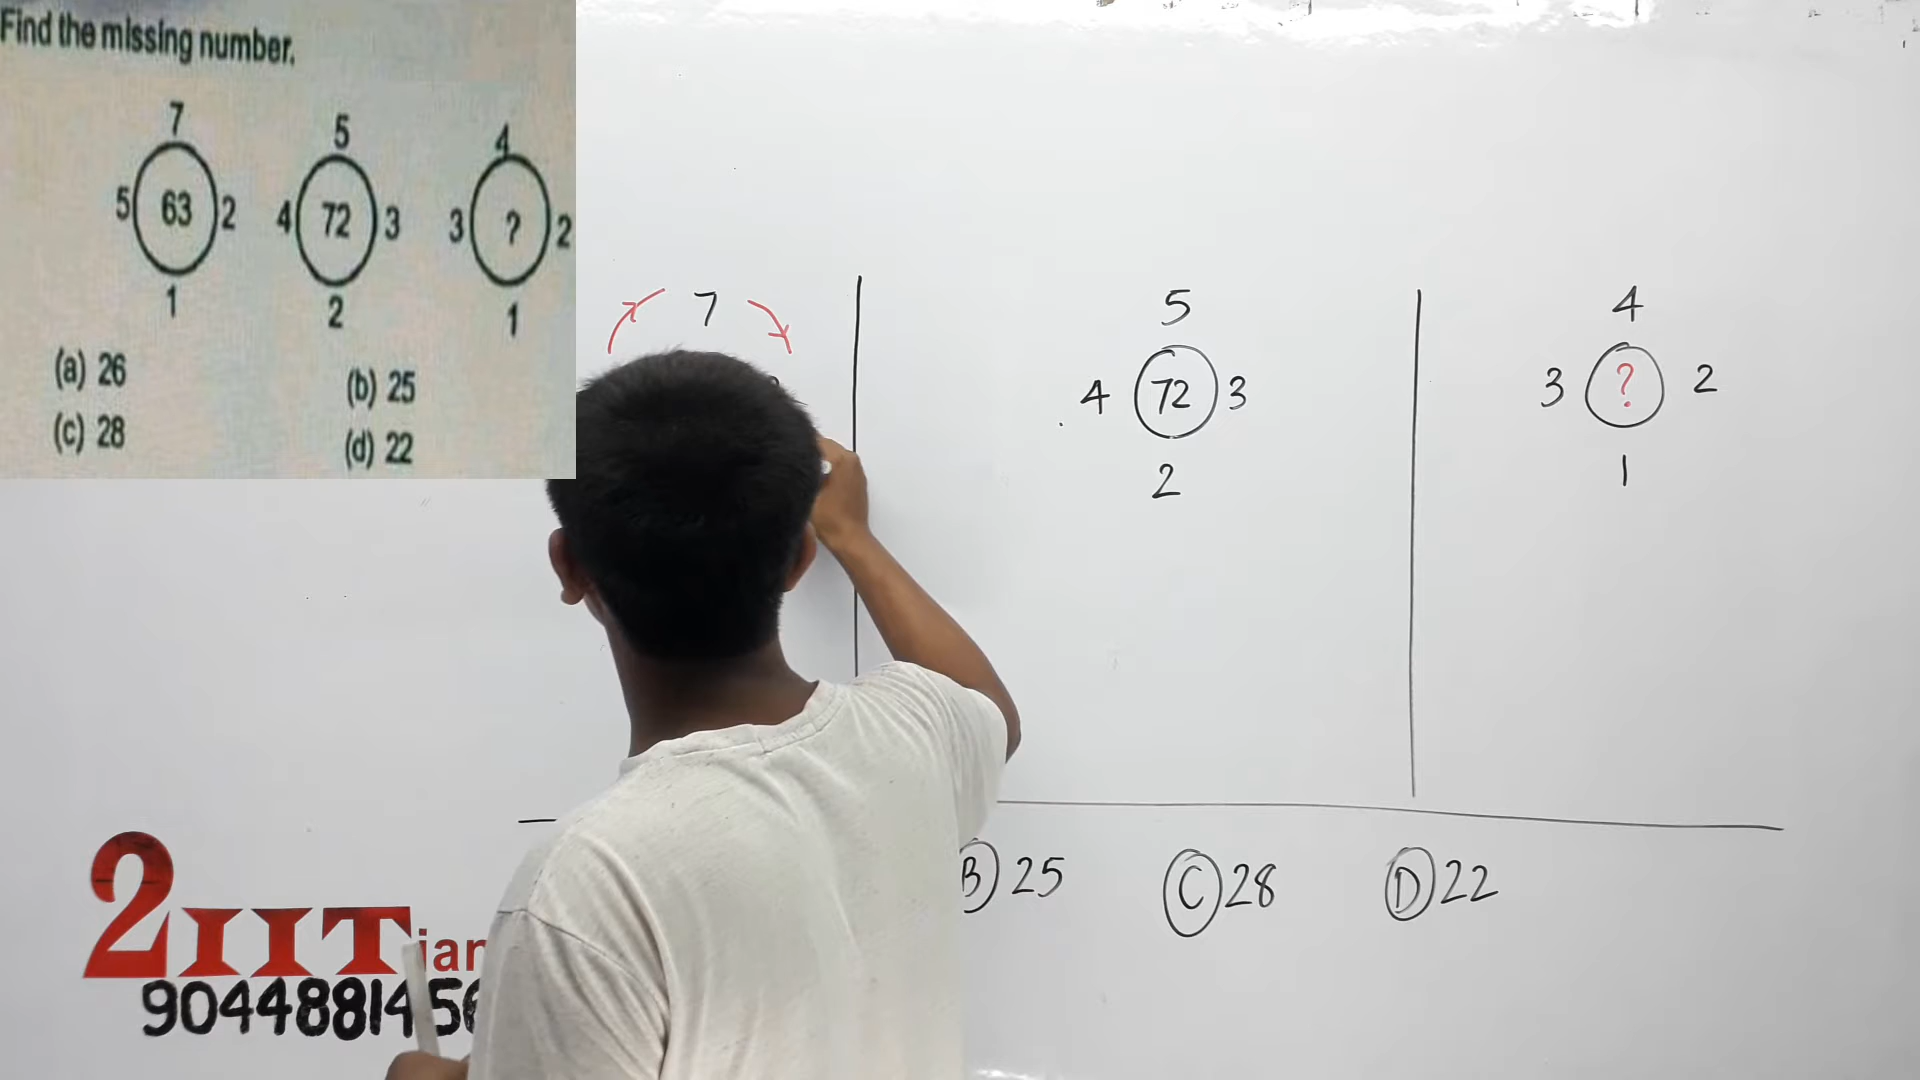 Find the missing number.
7 5 4
5 63 2 4 72 3 3 ? 2
1 2 1
(a) 26 (b) 25
(c) 28 (d) 22
7 5 4
4 72 3 3 ? 2
2 1
B 25 C 28 D 22
2IITian
9044881456